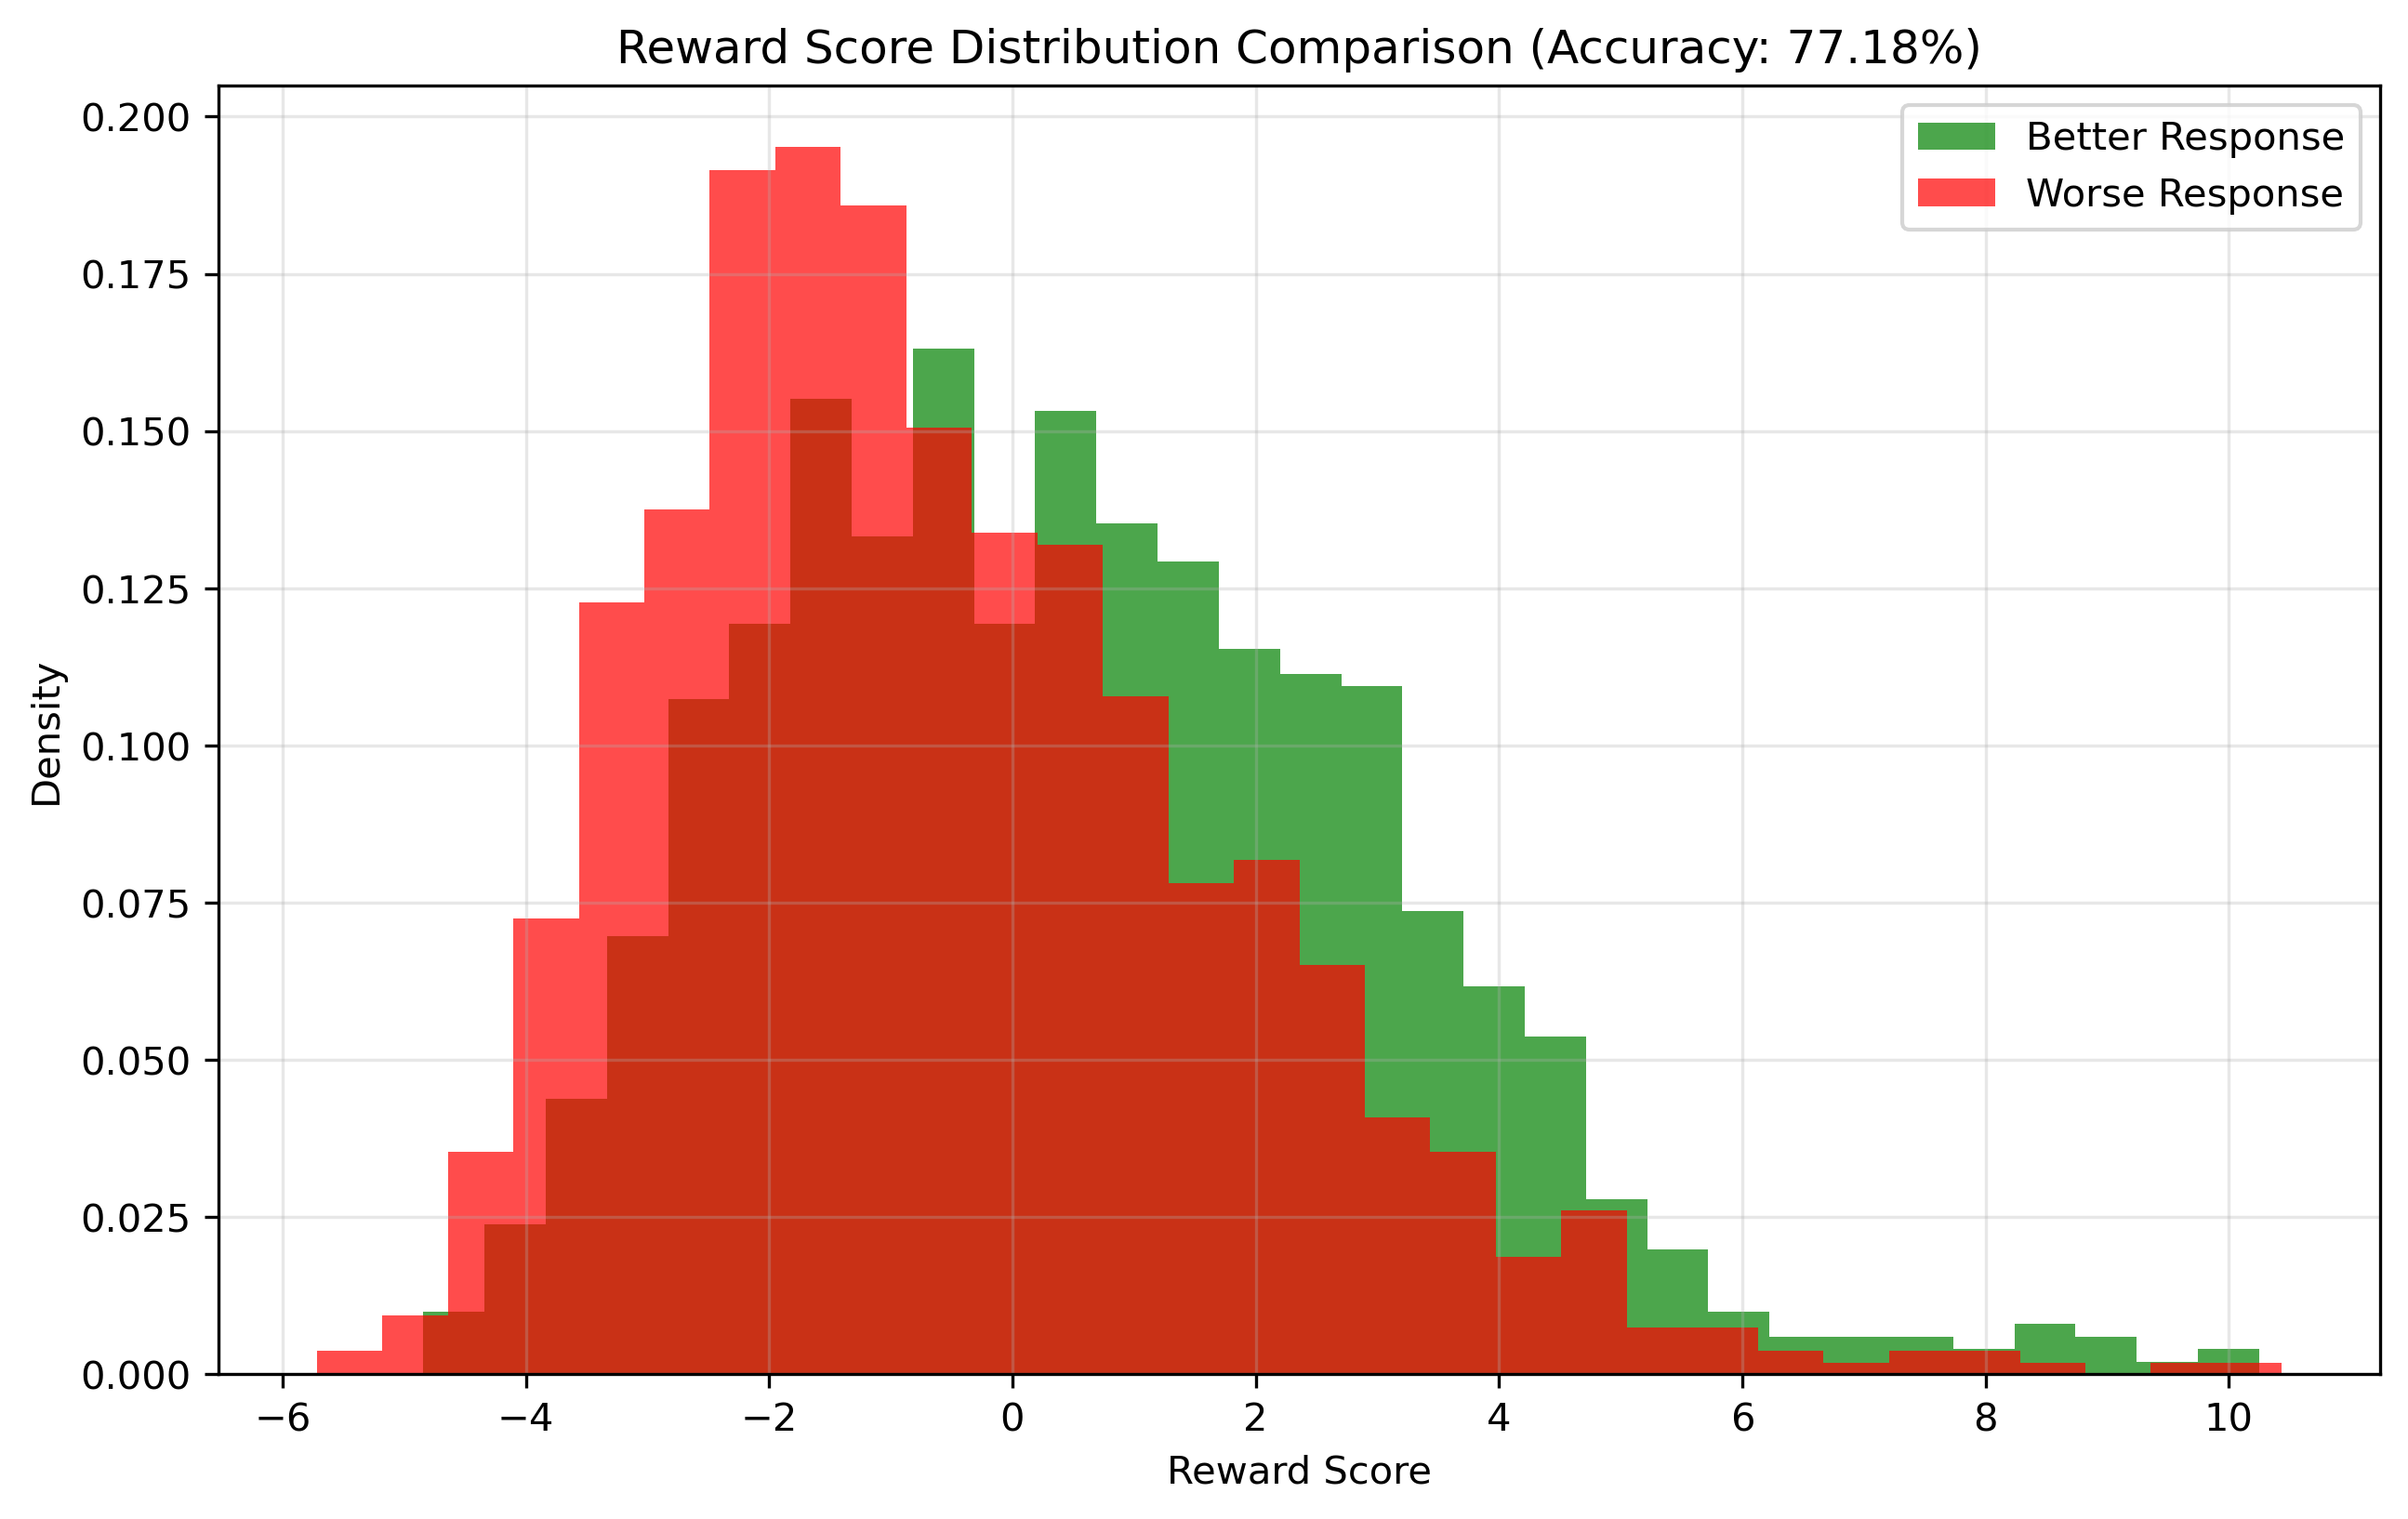 Reward Score Distribution Comparison (Accuracy: 77.18%)
Better Response
Worse Response
0.200
0.175
0.150
0.125
0.100
0.075
0.050
0.025
0.000
Density
−6 −4 −2 0 2 4 6 8 10
Reward Score